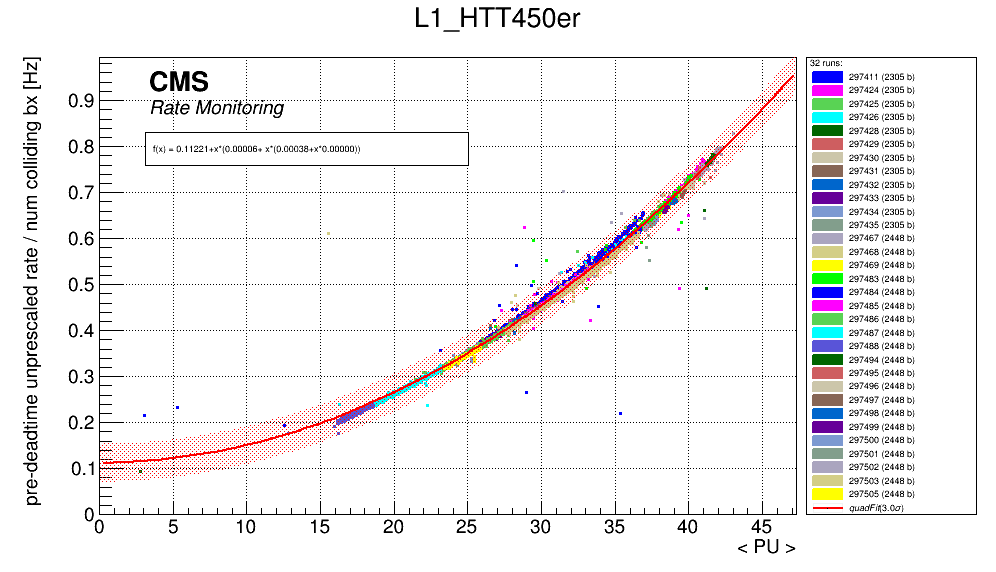 L1_HTT450er
pre-deadtime unprescaled rate / num colliding bx [Hz]
CMS
Rate Monitoring
f(x) = 0.11221+x*(0.00006+ x*(0.00038+x*0.00000))
0.9
0.8
0.7
0.6
0.5
0.4
0.3
0.2
0.1
0
0 5 10 15 20 25 30 35 40 45
< PU >
32 runs:
297411 (2305 b)
297424 (2305 b)
297425 (2305 b)
297426 (2305 b)
297428 (2305 b)
297429 (2305 b)
297430 (2305 b)
297431 (2305 b)
297432 (2305 b)
297433 (2305 b)
297434 (2305 b)
297435 (2305 b)
297467 (2448 b)
297468 (2448 b)
297469 (2448 b)
297483 (2448 b)
297484 (2448 b)
297485 (2448 b)
297486 (2448 b)
297487 (2448 b)
297488 (2448 b)
297494 (2448 b)
297495 (2448 b)
297496 (2448 b)
297497 (2448 b)
297498 (2448 b)
297499 (2448 b)
297500 (2448 b)
297501 (2448 b)
297502 (2448 b)
297503 (2448 b)
297505 (2448 b)
quadFit(3.0σ)